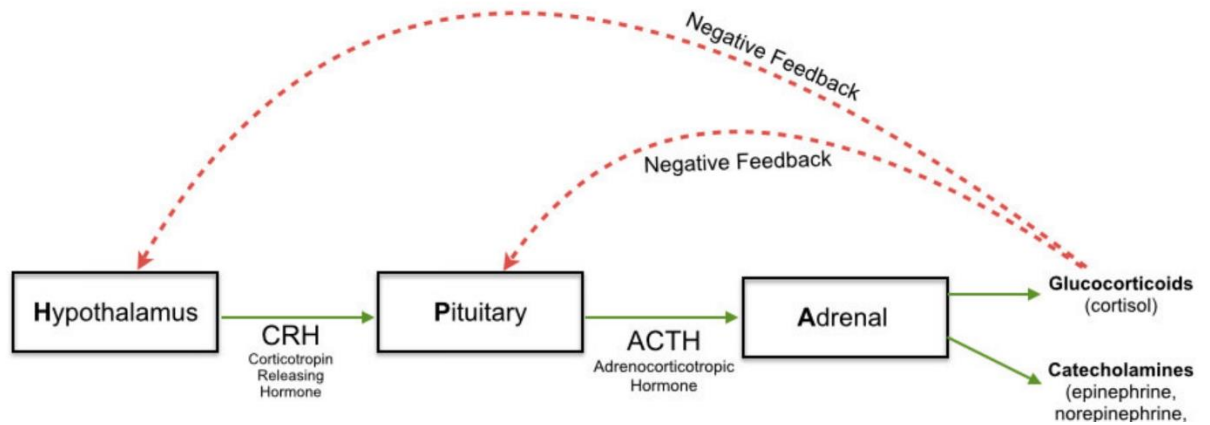 Negative Feedback
Negative Feedback
Hypothalamus
CRH
Corticotropin
Releasing
Hormone
Pituitary
ACTH
Adrenocorticotropic
Hormone
Adrenal
Glucocorticoids
(cortisol)
Catecholamines
(epinephrine,
norepinephrine,